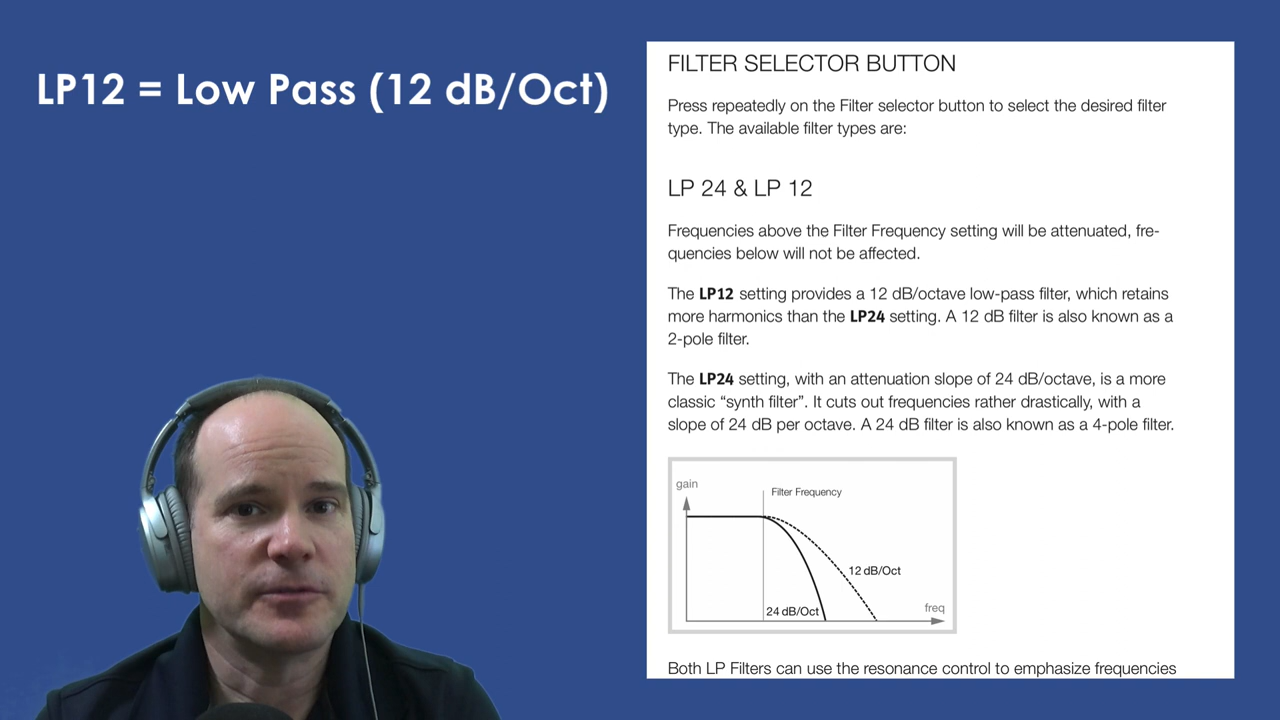 LP12 = Low Pass (12 dB/Oct)
FILTER SELECTOR BUTTON
Press repeatedly on the Filter selector button to select the desired filter
type. The available filter types are:
LP 24 & LP 12
Frequencies above the Filter Frequency setting will be attenuated, fre-
quencies below will not be affected.
The LP12 setting provides a 12 dB/octave low-pass filter, which retains
more harmonics than the LP24 setting. A 12 dB filter is also known as a
2-pole filter.
The LP24 setting, with an attenuation slope of 24 dB/octave, is a more
classic “synth filter”. It cuts out frequencies rather drastically, with a
slope of 24 dB per octave. A 24 dB filter is also known as a 4-pole filter.
gain
Filter Frequency
12 dB/Oct
24 dB/Oct
freq
Both LP Filters can use the resonance control to emphasize frequencies